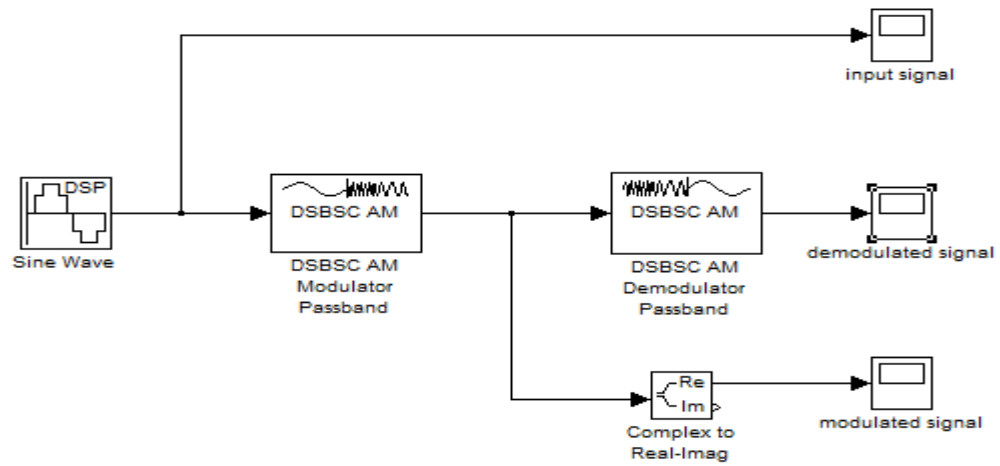 input signal
DSP
Sine Wave
DSBSC AM
DSBSC AM
Modulator
Passband
DSBSC AM
DSBSC AM
Demodulator
Passband
demodulated signal
Re
Im
Complex to
Real-Imag
modulated signal